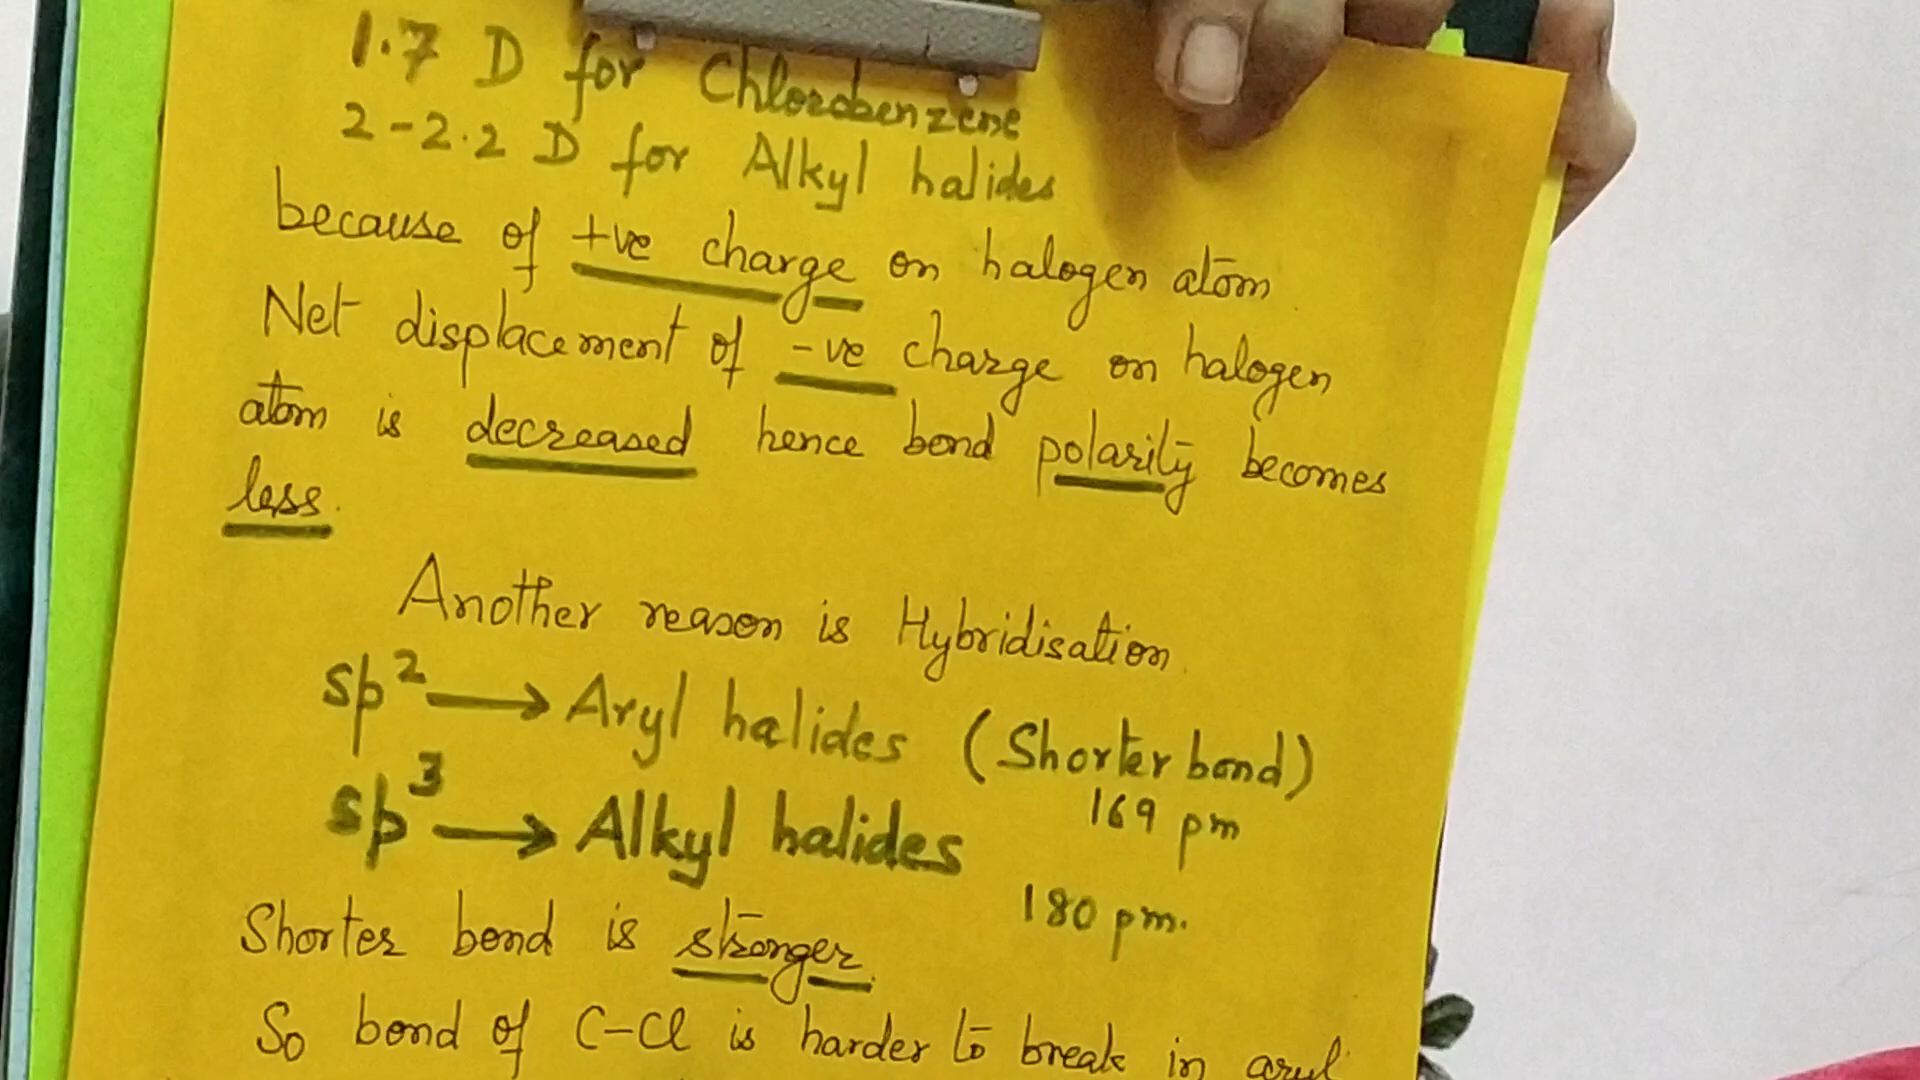 1.7 D for Chlorobenzene
2-2.2 D for Alkyl halides
because of +ve charge on halogen atom
Net displacement of -ve charge on halogen
atom is decreased hence bond polarity becomes
less.
Another reason is Hybridisation.
sp² → Aryl halides (Shorter bond)
169 pm
sp³ → Alkyl halides
180 pm.
Shorter bond is stronger.
So bond of C-Cl is harder to break in aryl